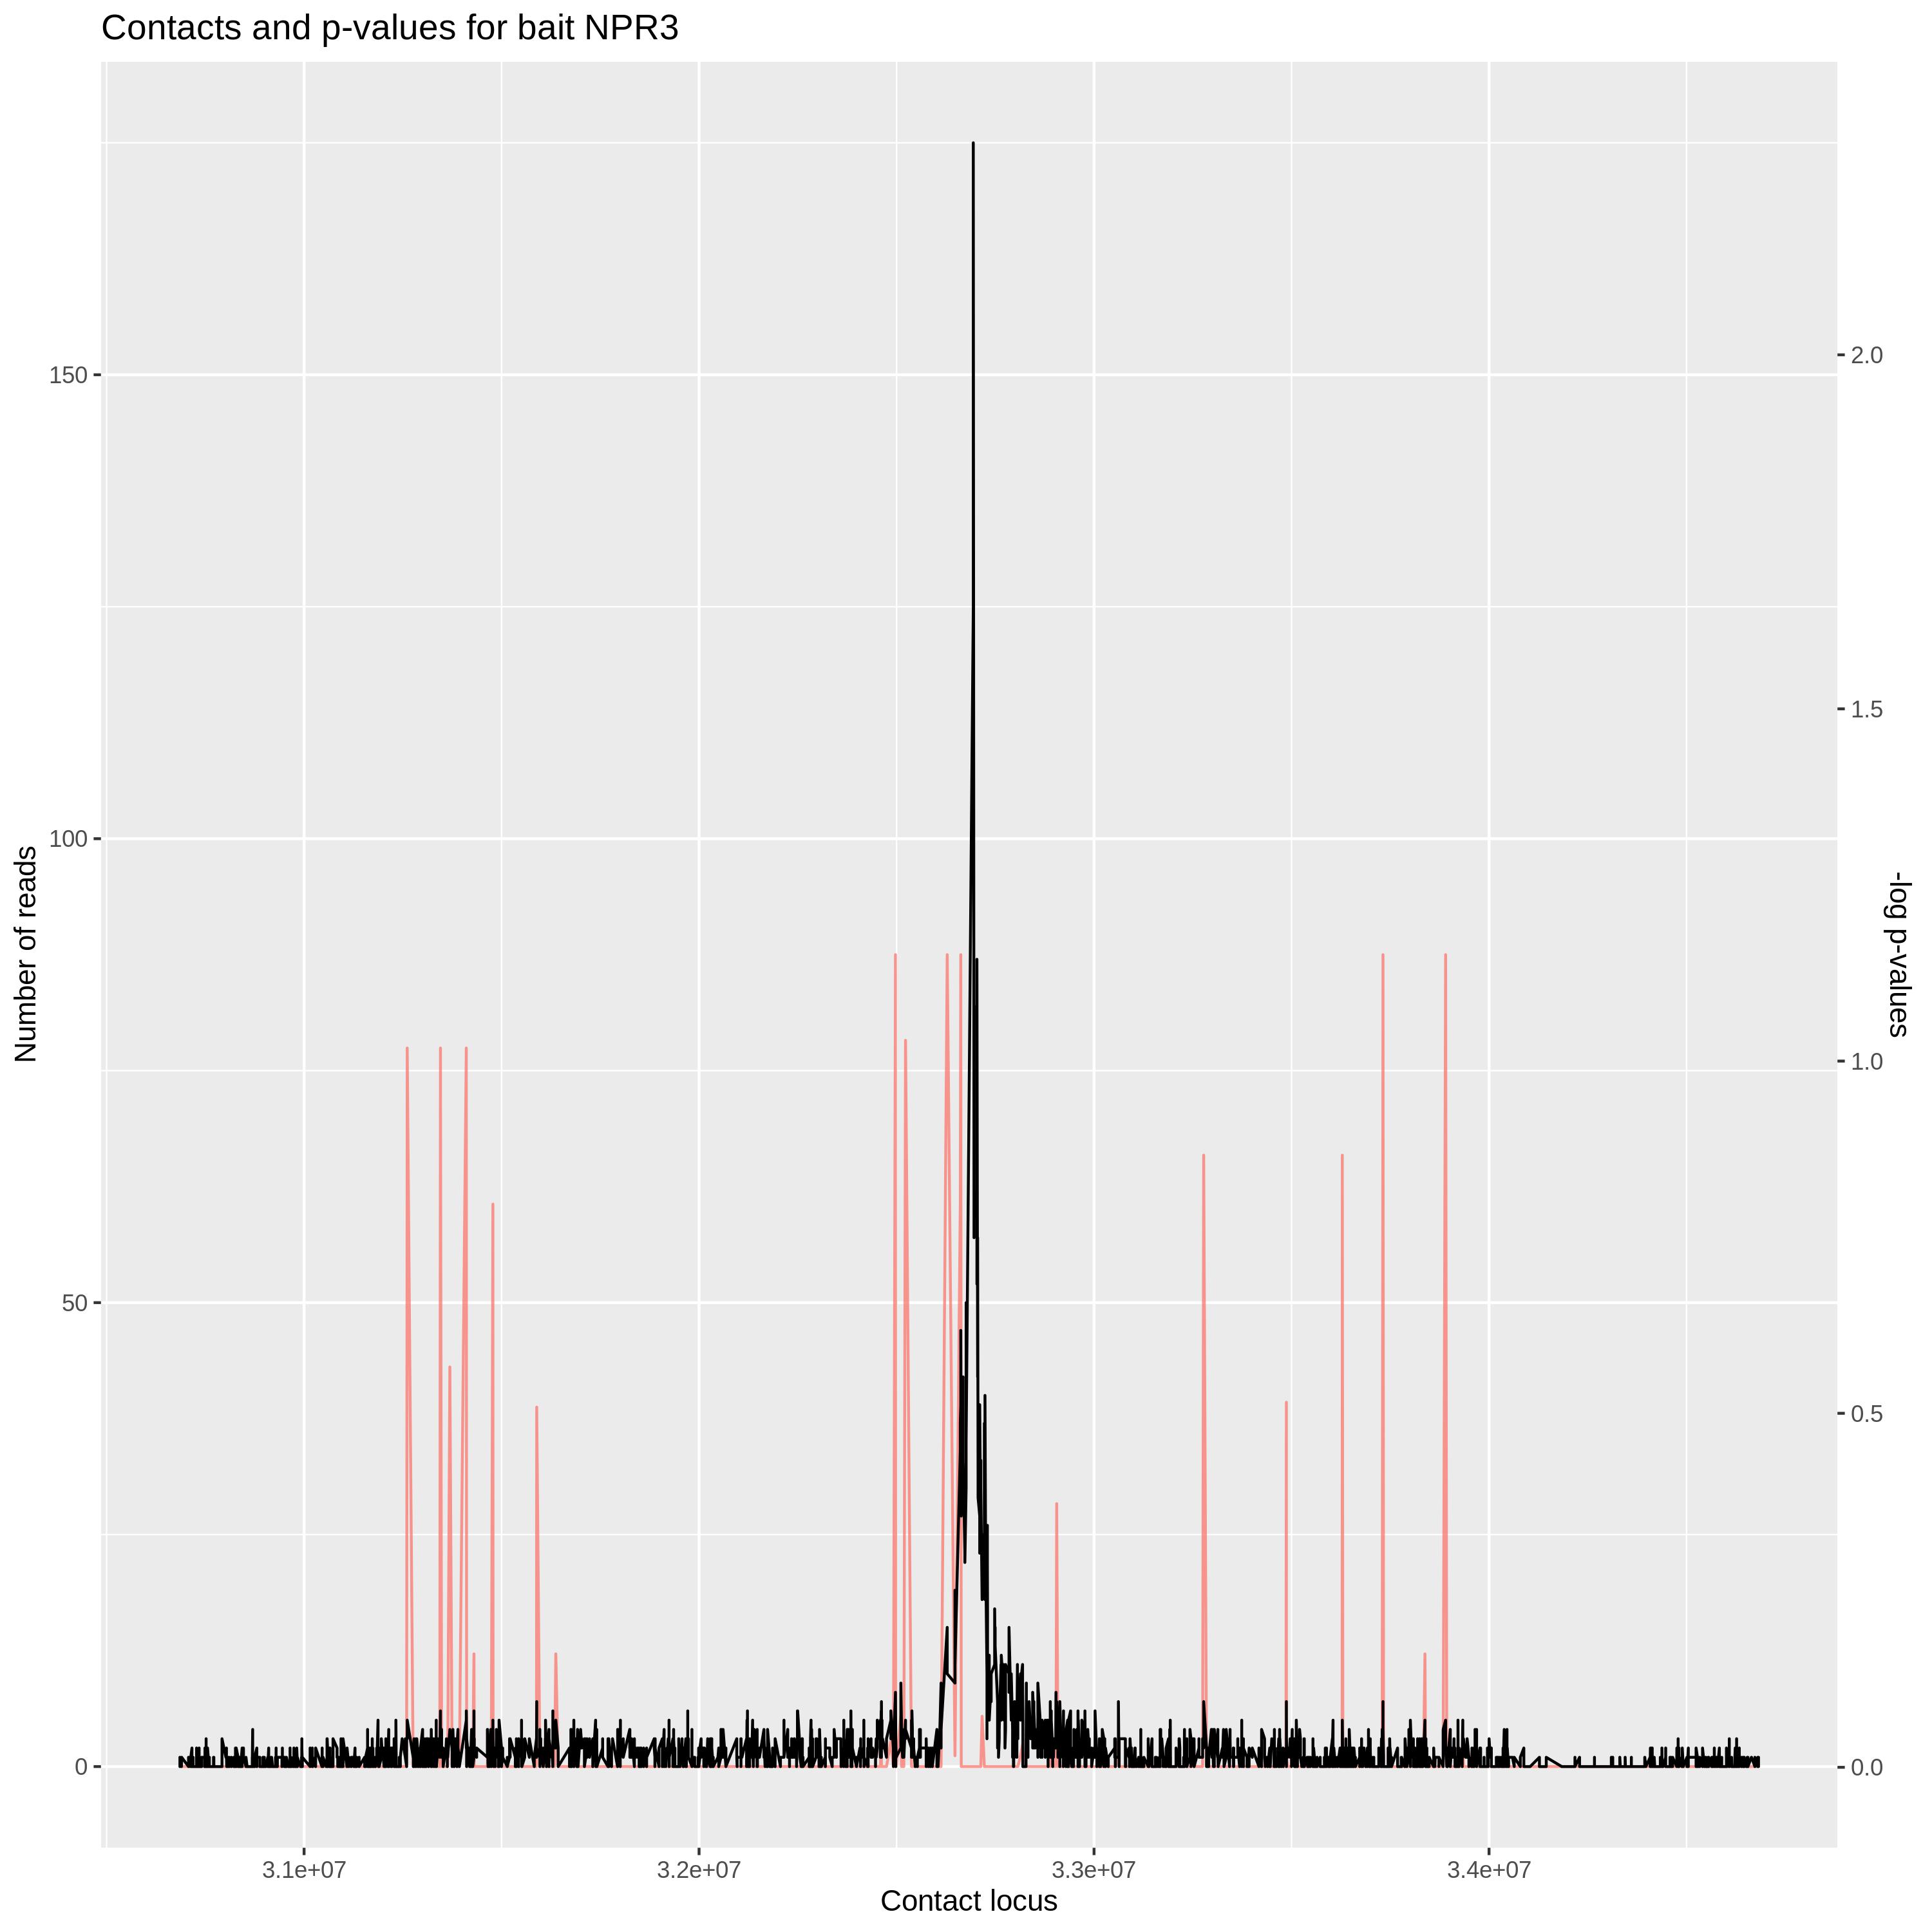 Contacts and p-values for bait NPR3
Number of reads
150
100
50
0
2.0
1.5
1.0
0.5
0.0
-log p-values
3.1e+07 3.2e+07 3.3e+07 3.4e+07
Contact locus